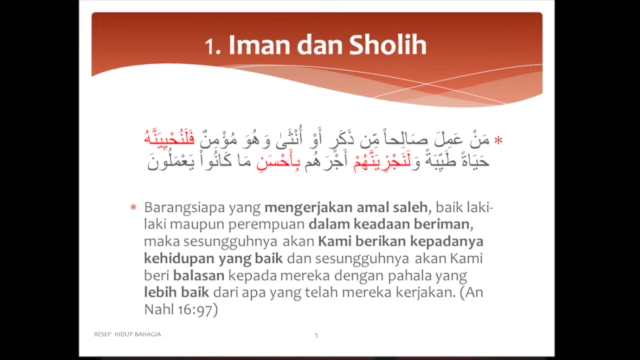 1. Iman dan Sholih
مَنْ عَمِلَ صَالِحاً مِّن ذَكَرٍ أَوْ أُنْثَىٰ وَهُوَ مُؤْمِنٌ فَلَنُحْيِيَنَّهُ
حَيَاةً طَيِّبَةً وَلَنَجْزِيَنَّهُمْ أَجْرَهُم بِأَحْسَنِ مَا كَانُواْ يَعْمَلُونَ
Barangsiapa yang mengerjakan amal saleh, baik laki-
laki maupun perempuan dalam keadaan beriman,
maka sesungguhnya akan Kami berikan kepadanya
kehidupan yang baik dan sesungguhnya akan Kami
beri balasan kepada mereka dengan pahala yang
lebih baik dari apa yang telah mereka kerjakan. (An
Nahl 16:97)
RESEP HIDUP BAHAGIA
5